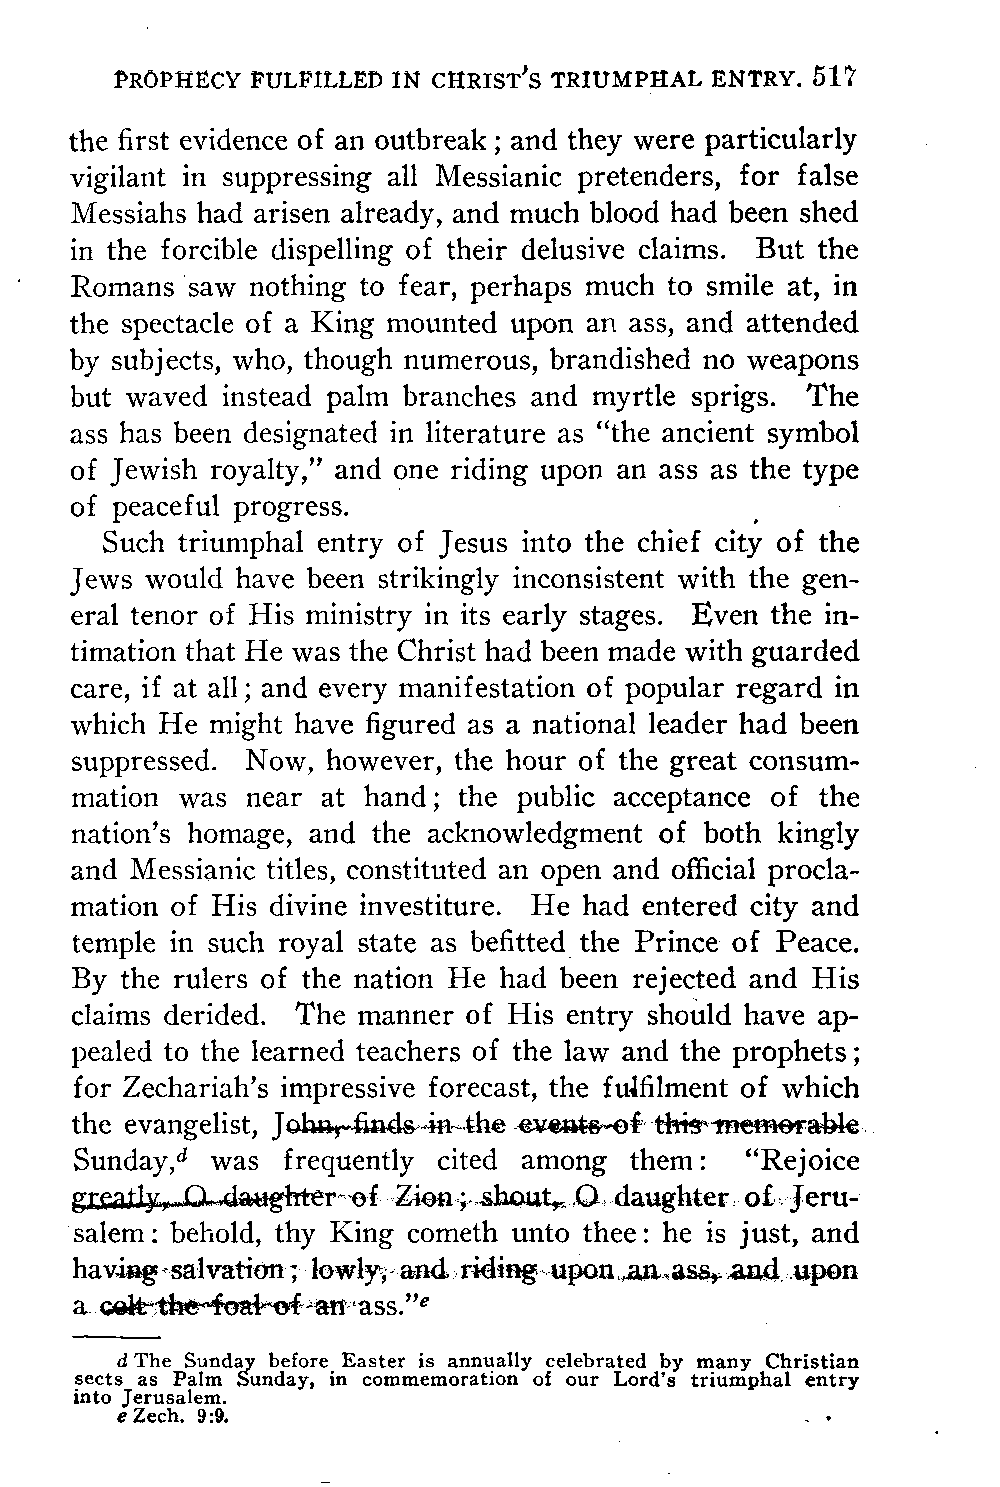 PROPHECY FULFILLED IN CHRIST'S TRIUMPHAL ENTRY. 517
the first evidence of an outbreak; and they were particularly
vigilant in suppressing all Messianic pretenders, for false
Messiahs had arisen already, and much blood had been shed
in the forcible dispelling of their delusive claims. But the
Romans saw nothing to fear, perhaps much to smile at, in
the spectacle of a King mounted upon an ass, and attended
by subjects, who, though numerous, brandished no weapons
but waved instead palm branches and myrtle sprigs. The
ass has been designated in literature as “the ancient symbol
of Jewish royalty,” and one riding upon an ass as the type
of peaceful progress.
Such triumphal entry of Jesus into the chief city of the
Jews would have been strikingly inconsistent with the gen-
eral tenor of His ministry in its early stages. Even the in-
timation that He was the Christ had been made with guarded
care, if at all; and every manifestation of popular regard in
which He might have figured as a national leader had been
suppressed. Now, however, the hour of the great consum-
mation was near at hand; the public acceptance of the
nation's homage, and the acknowledgment of both kingly
and Messianic titles, constituted an open and official procla-
mation of His divine investiture. He had entered city and
temple in such royal state as befitted the Prince of Peace.
By the rulers of the nation He had been rejected and His
claims derided. The manner of His entry should have ap-
pealed to the learned teachers of the law and the prophets;
for Zechariah's impressive forecast, the fulfilment of which
the evangelist, John, finds in the events of this memorable
Sunday,d was frequently cited among them: “Rejoice
greatly, O daughter of Zion; shout, O daughter of Jeru-
salem: behold, thy King cometh unto thee: he is just, and
having salvation; lowly, and riding upon an ass, and upon
a colt the foal of an ass.”e
d The Sunday before Easter is annually celebrated by many Christian
sects as Palm Sunday, in commemoration of our Lord's triumphal entry
into Jerusalem.
e Zech. 9:9.